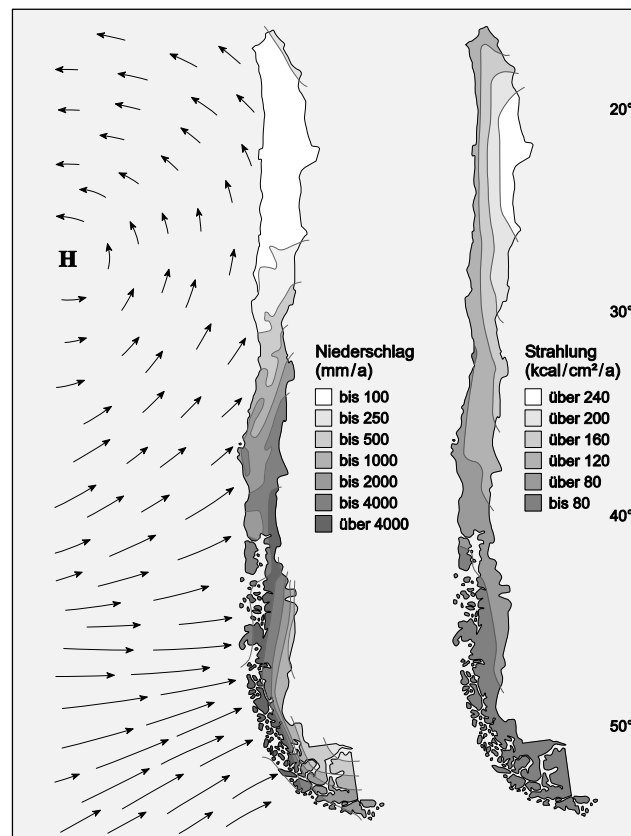 H
Niederschlag
(mm/a)
bis 100
bis 250
bis 500
bis 1000
bis 2000
bis 4000
über 4000
Strahlung
(kcal/cm²/a)
über 240
über 200
über 160
über 120
über 80
bis 80
20°
30°
40°
50°